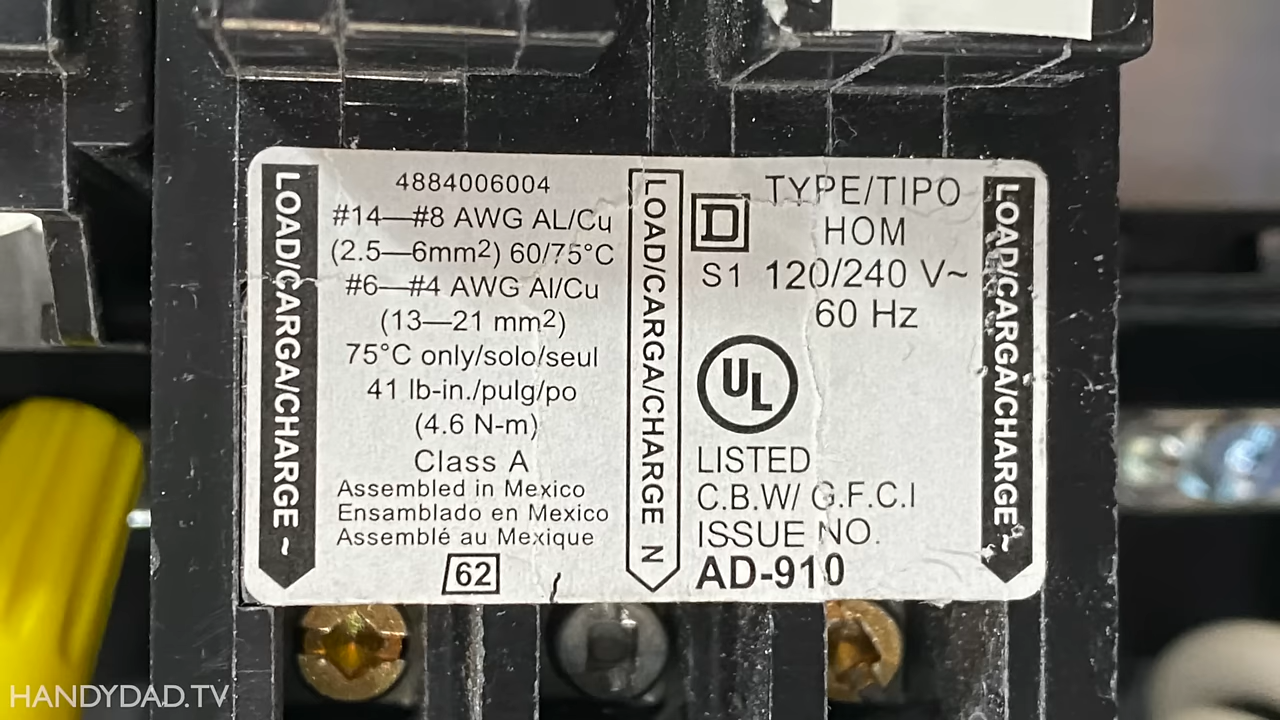 LOAD/CARGA/CHARGE ~
4884006004
#14—#8 AWG AL/Cu
(2.5—6mm2) 60/75°C
#6—#4 AWG Al/Cu
(13—21 mm2)
75°C only/solo/seul
41 lb-in./pulg/po
(4.6 N-m)
Class A
Assembled in Mexico
Ensamblado en Mexico
Assemblé au Mexique
62
LOAD/CARGA/CHARGE N
D
S1
TYPE/TIPO
HOM
120/240 V~
60 Hz
UL
LISTED
C.B.W/ G.F.C.I
ISSUE NO.
AD-910
LOAD/CARGA/CHARGE ~
HANDYDAD.TV